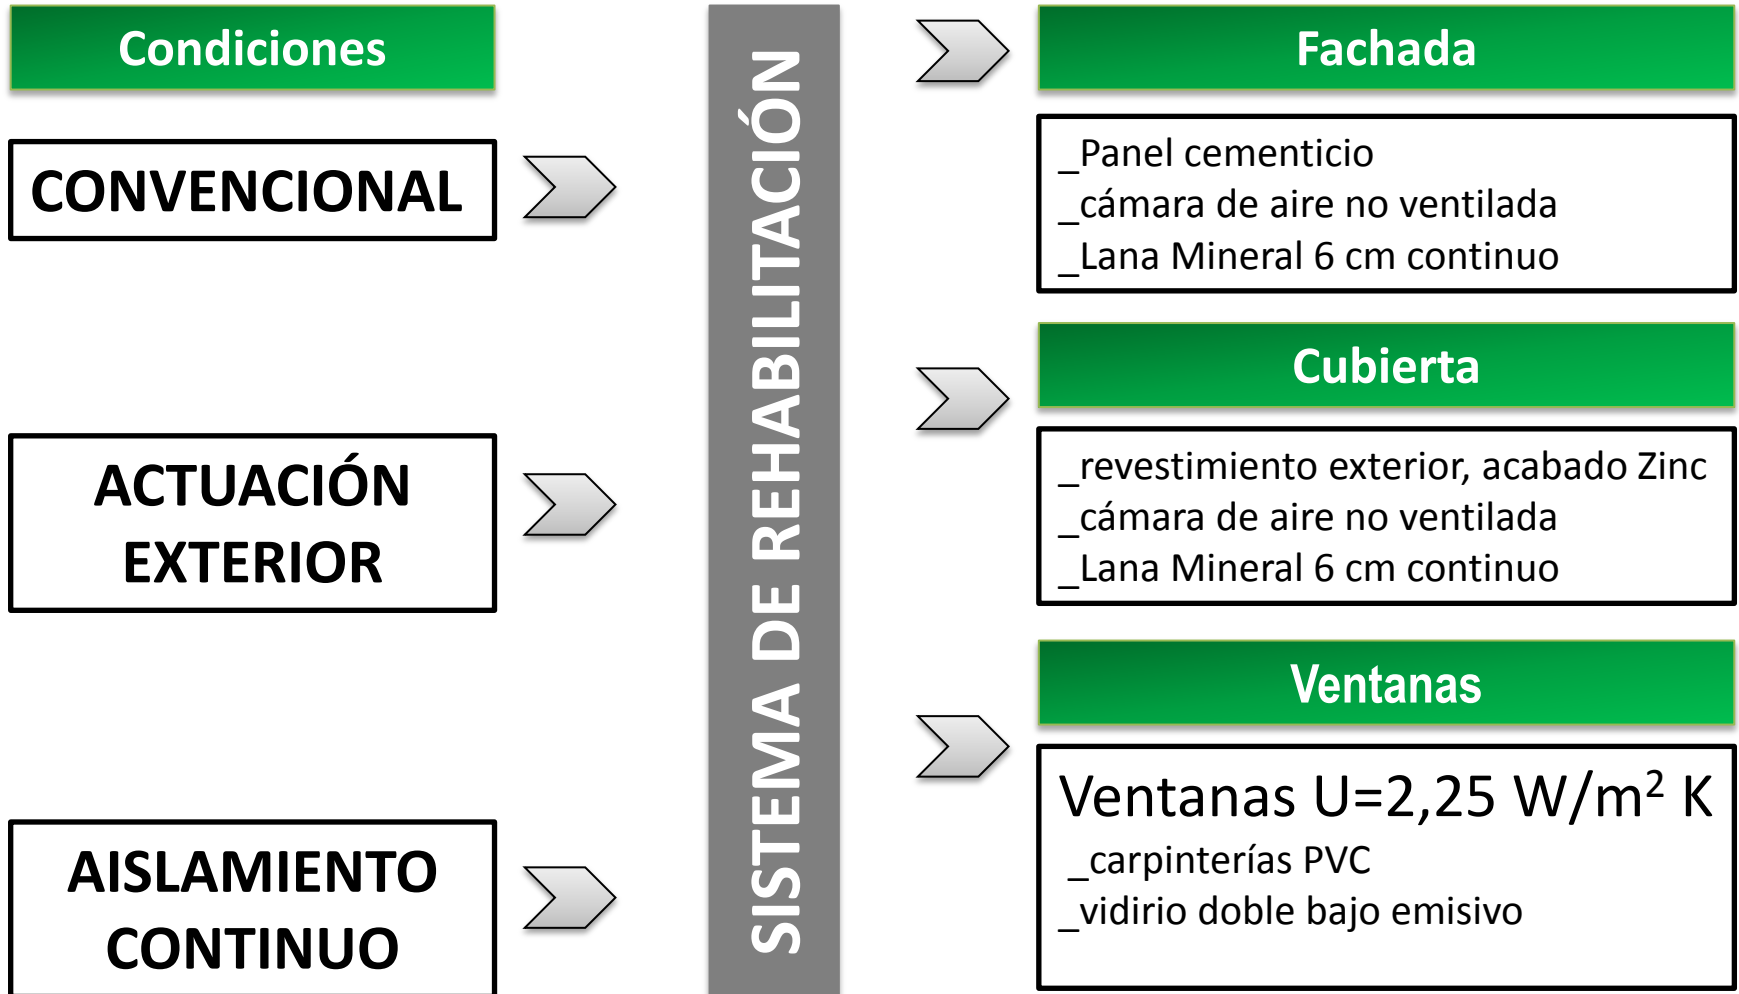 Condiciones
CONVENCIONAL
ACTUACIÓN
EXTERIOR
AISLAMIENTO
CONTINUO
SISTEMA DE REHABILITACIÓN
Fachada
_Panel cementicio
_cámara de aire no ventilada
_Lana Mineral 6 cm continuo
Cubierta
_revestimiento exterior, acabado Zinc
_cámara de aire no ventilada
_Lana Mineral 6 cm continuo
Ventanas
Ventanas U=2,25 W/m² K
_carpinterías PVC
_vidirio doble bajo emisivo